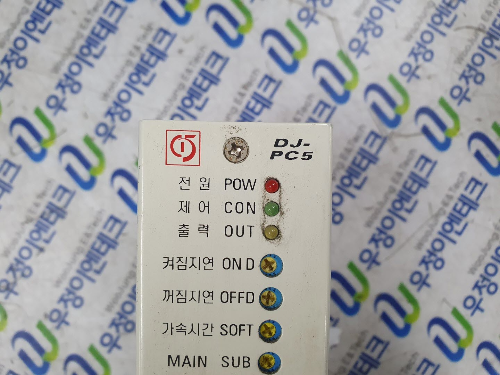 DJ-
PC5
전 원 POW
제 어 CON
출 력 OUT
켜짐지연 OND
꺼짐지연 OFFD
가속시간 SOFT
MAIN SUB
우정이엔테크